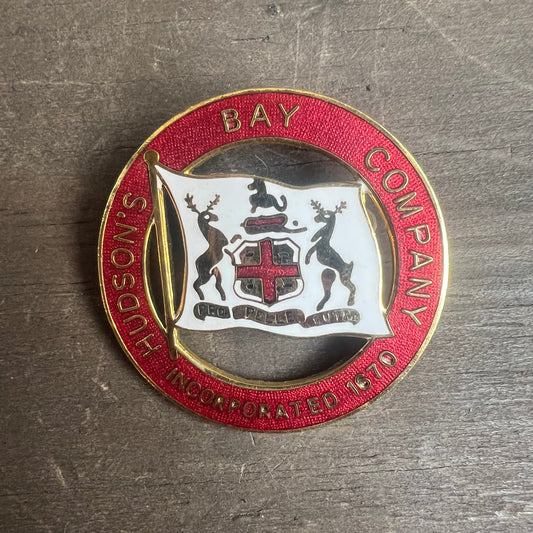 HUDSON'S BAY COMPANY
INCORPORATED 1670
PRO PELLE CUTEM